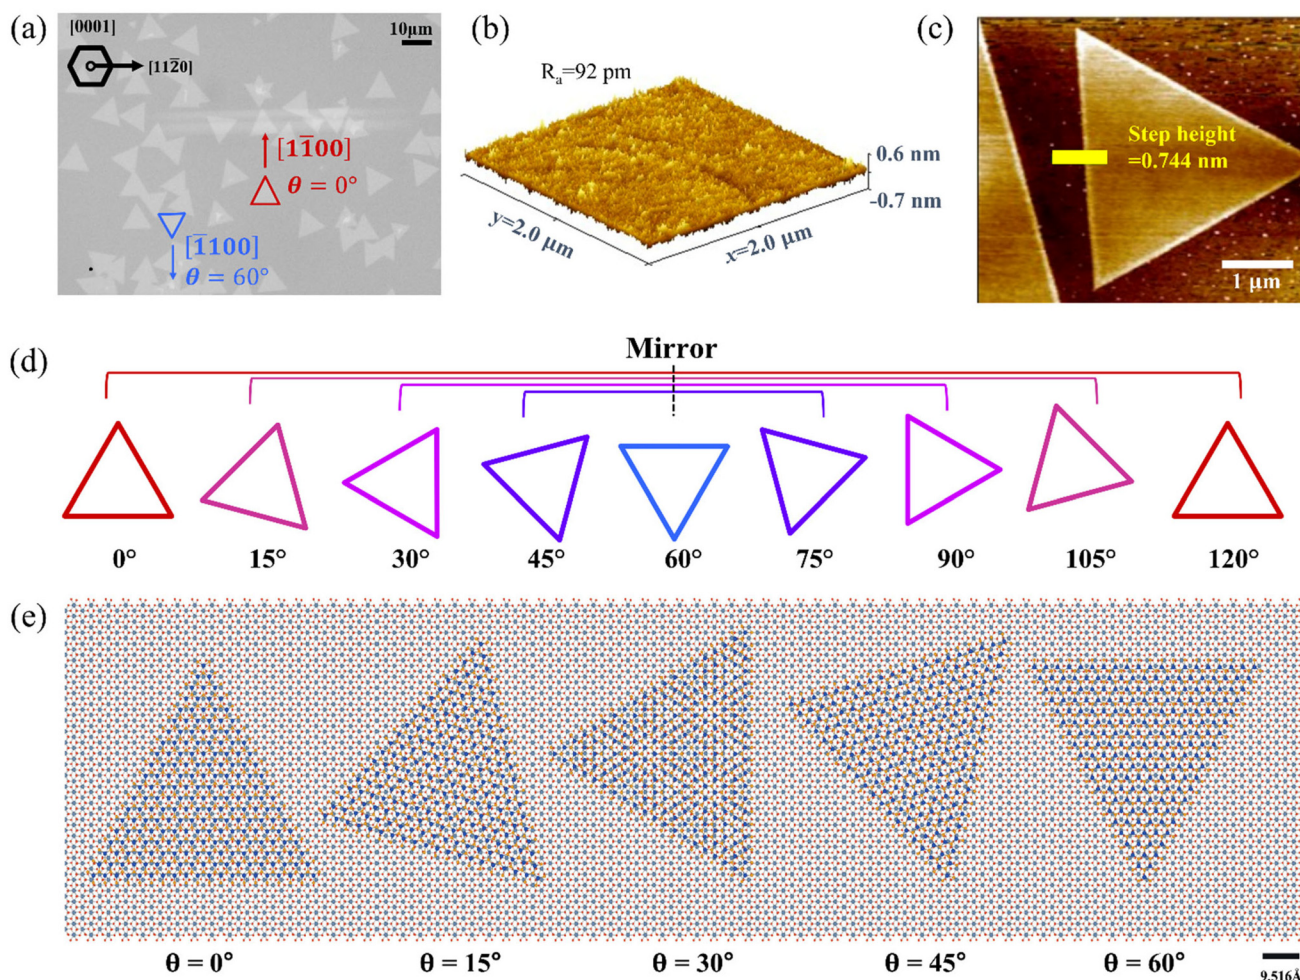 (a)
[0001]
[112̅0]
10μm
[11̅00]
θ = 0°
[1̅100]
θ = 60°
(b)
Rₐ=92 pm
0.6 nm
-0.7 nm
y=2.0 μm
x=2.0 μm
(c)
Step height
=0.744 nm
1 μm
(d)
Mirror
0° 15° 30° 45° 60° 75° 90° 105° 120°
(e)
θ = 0° θ = 15° θ = 30° θ = 45° θ = 60°
9.516Å